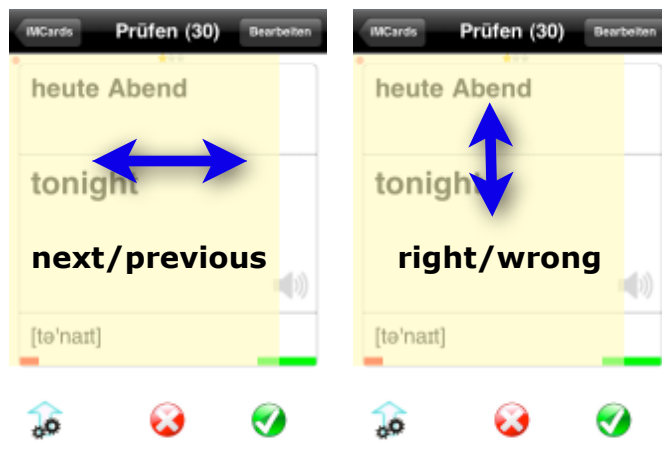 iMCards Prüfen (30) Bearbeiten
heute Abend
tonight
next/previous
[tə'naɪt]
iMCards Prüfen (30) Bearbeiten
heute Abend
tonight
right/wrong
[tə'naɪt]